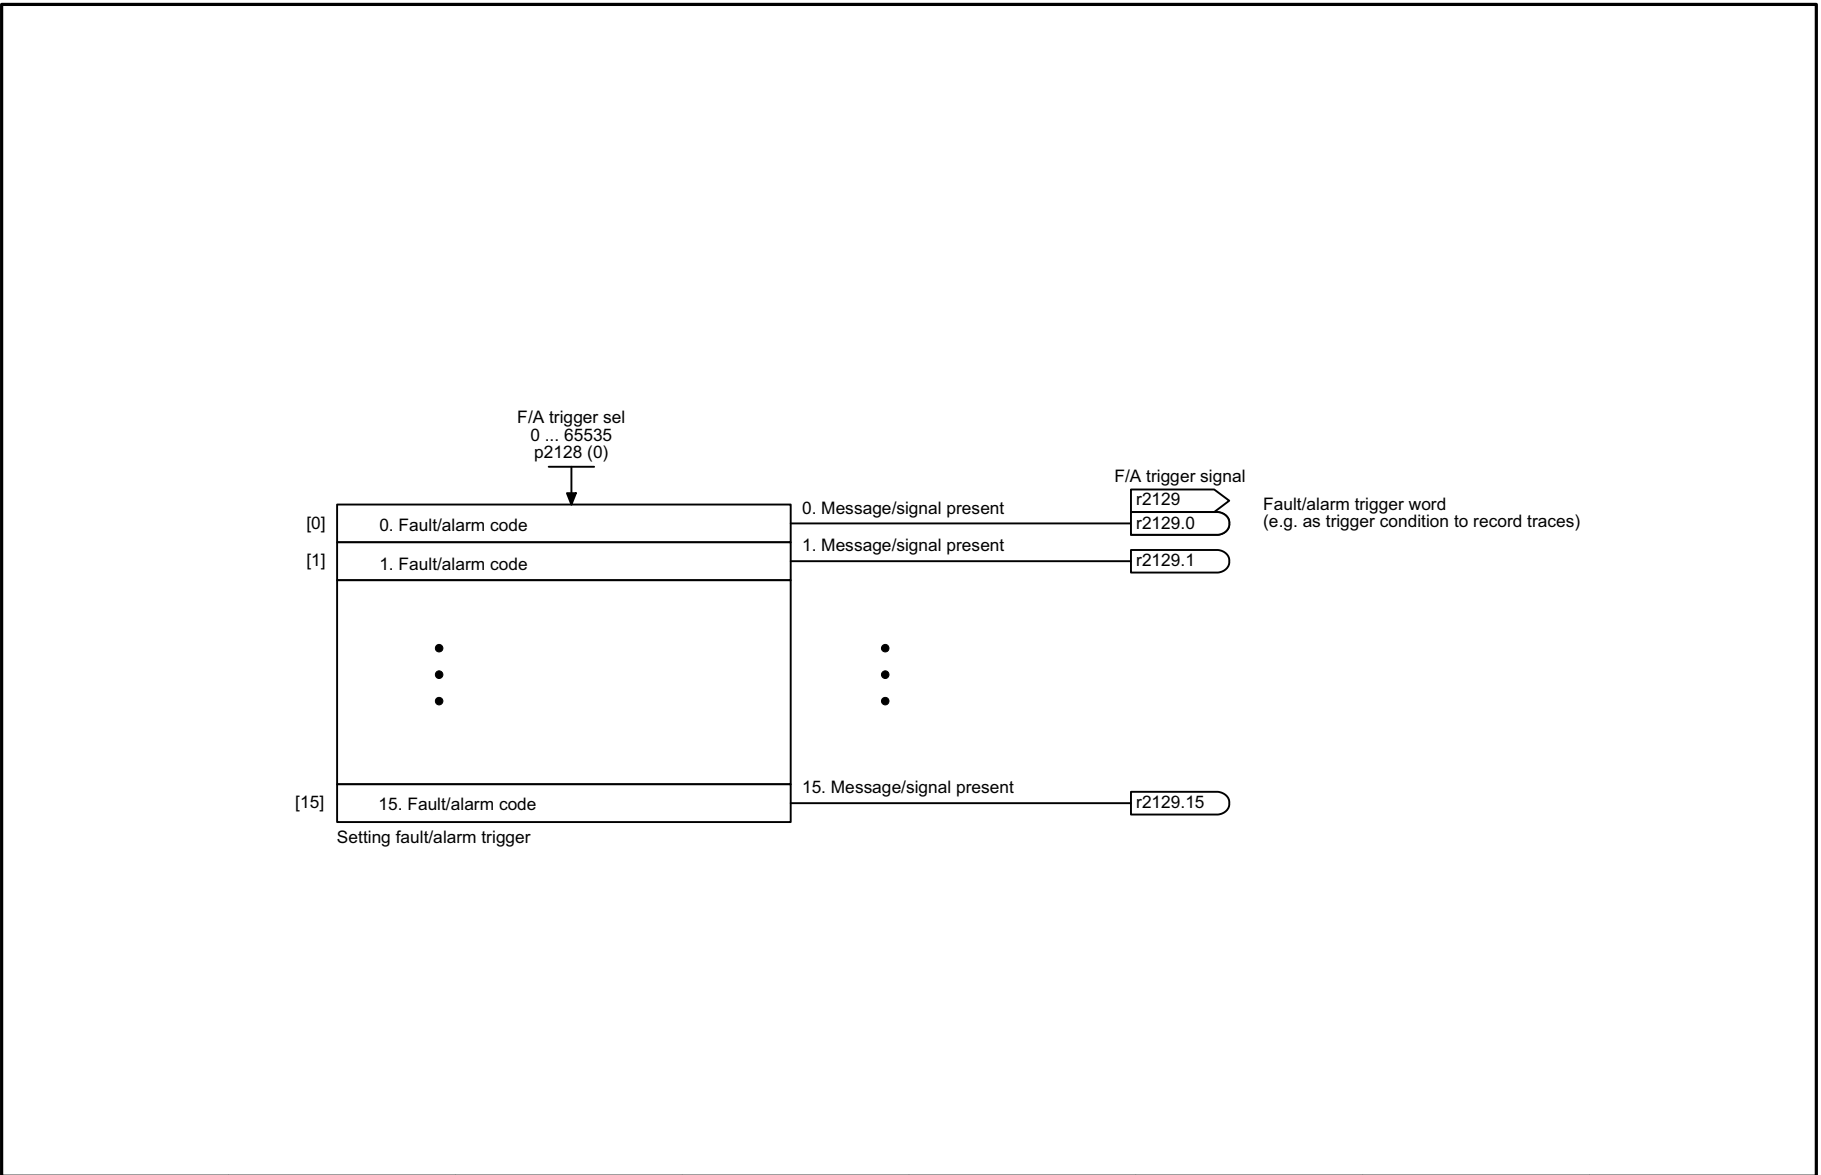 F/A trigger sel
0 ... 65535
p2128 (0)
F/A trigger signal
r2129
Fault/alarm trigger word
(e.g. as trigger condition to record traces)
[0]
0. Fault/alarm code
0. Message/signal present
r2129.0
[1]
1. Fault/alarm code
1. Message/signal present
r2129.1
[15]
15. Fault/alarm code
15. Message/signal present
r2129.15
Setting fault/alarm trigger